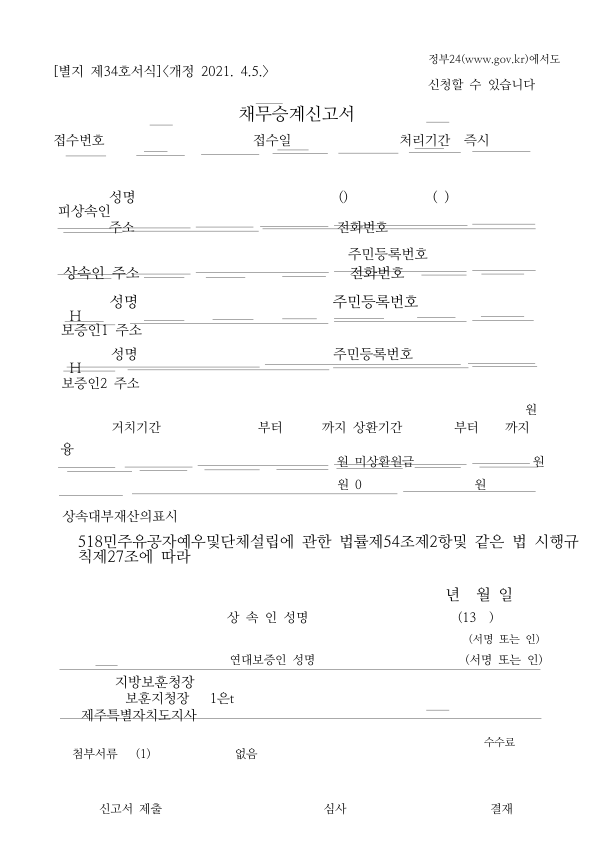 정부24(www.gov.kr)에서도
[별지 제34호서식]<개정 2021. 4.5.>
신청할 수 있습니다
채무승계신고서
접수번호 접수일 처리기간 즉시
성명 () ( )
피상속인
주소 전화번호
주민등록번호
상속인 주소 전화번호
성명 주민등록번호
H
보증인1 주소
성명 주민등록번호
H
보증인2 주소
원
거치기간 부터 까지 상환기간 부터 까지
융
원 미상환원금 원
원 0 원
상속대부재산의표시
518민주유공자예우및단체설립에 관한 법률제54조제2항및 같은 법 시행규
칙제27조에 따라
년 월 일
상 속 인 성명 (13 )
(서명 또는 인)
연대보증인 성명 (서명 또는 인)
지방보훈청장
보훈지청장 1은t
제주특별자치도지사
수수료
첨부서류 (1) 없음
신고서 제출 심사 결재